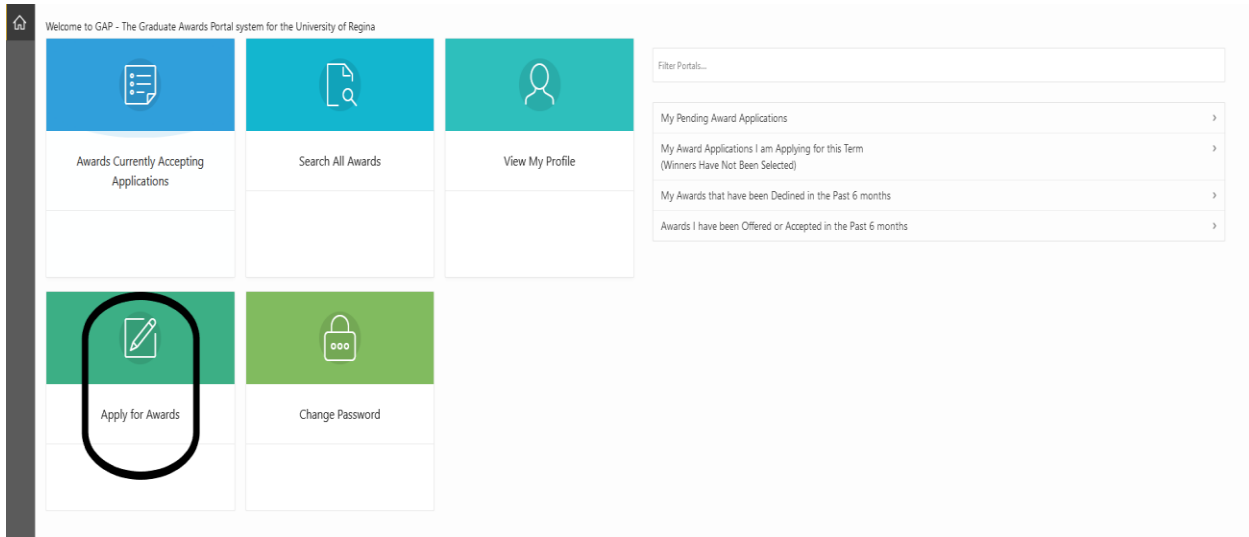 Welcome to GAP - The Graduate Awards Portal system for the University of Regina
Awards Currently Accepting
Applications
Search All Awards
View My Profile
Apply for Awards
Change Password
Filter Portals...
My Pending Award Applications
My Award Applications I am Applying for this Term
(Winners Have Not Been Selected)
My Awards that have been Declined in the Past 6 months
Awards I have been Offered or Accepted in the Past 6 months